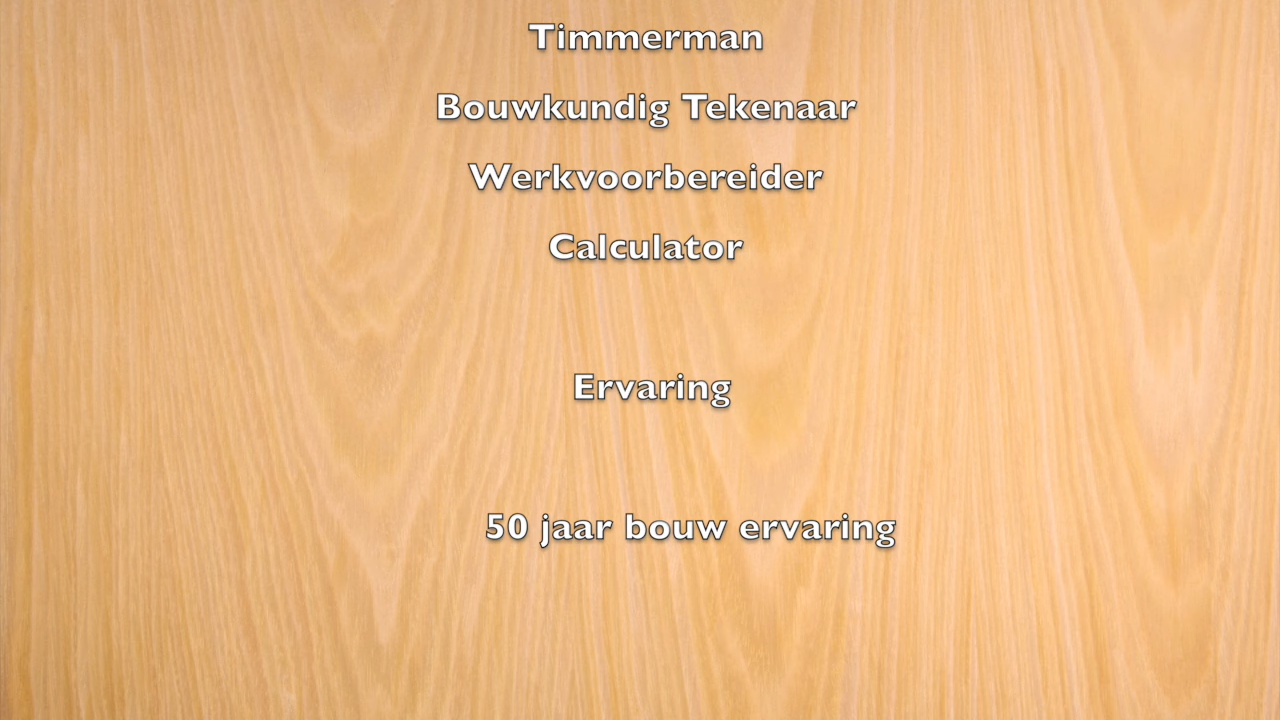 Timmerman
Bouwkundig Tekenaar
Werkvoorbereider
Calculator
Ervaring
50 jaar bouw ervaring